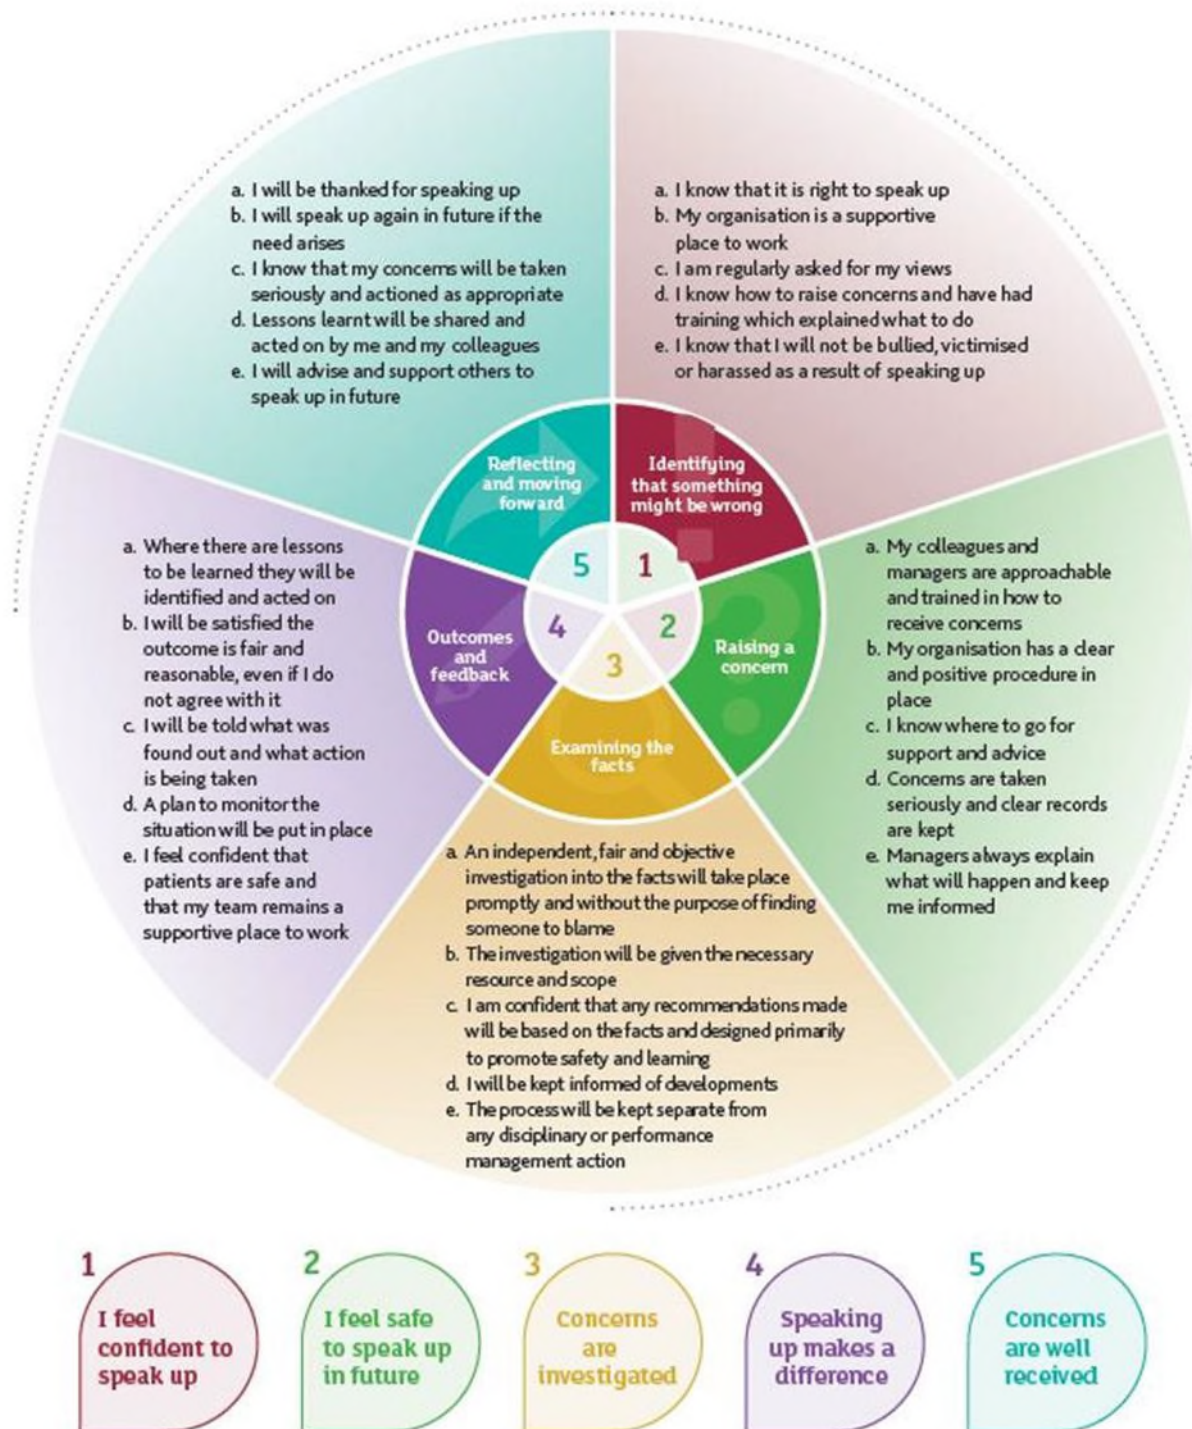 a. I will be thanked for speaking up
b. I will speak up again in future if the
need arises
c. I know that my concerns will be taken
seriously and actioned as appropriate
d. Lessons learnt will be shared and
acted on by me and my colleagues
e. I will advise and support others to
speak up in future
a. I know that it is right to speak up
b. My organisation is a supportive
place to work
c. I am regularly asked for my views
d. I know how to raise concerns and have had
training which explained what to do
e. I know that I will not be bullied, victimised
or harassed as a result of speaking up
Reflecting
and moving
forward
Identifying
that something
might be wrong
5
1
4
2
3
Outcomes
and
feedback
Raising a
concern
Examining the
facts
a. Where there are lessons
to be learned they will be
identified and acted on
b. I will be satisfied the
outcome is fair and
reasonable, even if I do
not agree with it
c. I will be told what was
found out and what action
is being taken
d. A plan to monitor the
situation will be put in place
e. I feel confident that
patients are safe and
that my team remains a
supportive place to work
a. My colleagues and
managers are approachable
and trained in how to
receive concerns
b. My organisation has a clear
and positive procedure in
place
c. I know where to go for
support and advice
d. Concerns are taken
seriously and clear records
are kept
e. Managers always explain
what will happen and keep
me informed
a. An independent, fair and objective
investigation into the facts will take place
promptly and without the purpose of finding
someone to blame
b. The investigation will be given the necessary
resource and scope
c. I am confident that any recommendations made
will be based on the facts and designed primarily
to promote safety and learning
d. I will be kept informed of developments
e. The process will be kept separate from
any disciplinary or performance
management action
1
I feel
confident to
speak up
2
I feel safe
to speak up
in future
3
Concerns
are
investigated
4
Speaking
up makes a
difference
5
Concerns
are well
received